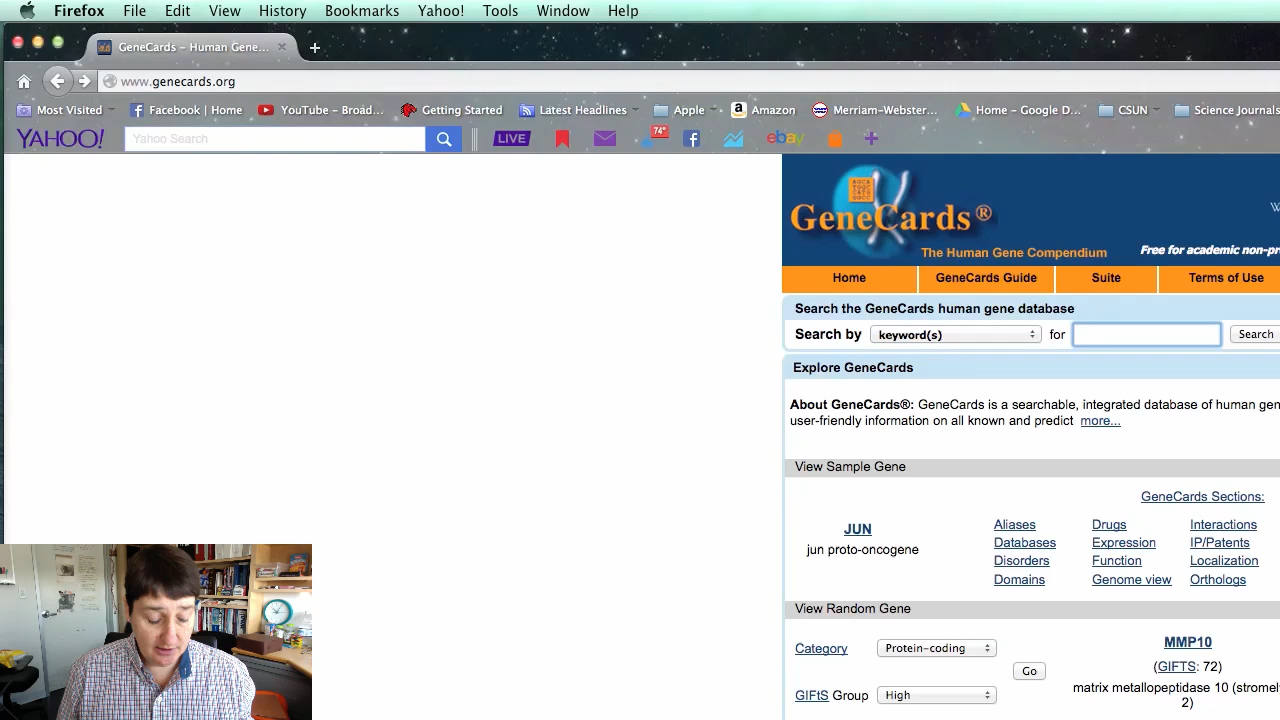 Firefox File Edit View History Bookmarks Yahoo! Tools Window Help
GeneCards – Human Gene...
www.genecards.org
Most Visited Facebook | Home YouTube – Broad... Getting Started Latest Headlines Apple Amazon Merriam-Webster... Home – Google D... CSUN Science Journals
YAHOO! Yahoo Search LIVE 74° ebay
GeneCards®
The Human Gene Compendium
Free for academic non-pr
Home GeneCards Guide Suite Terms of Use
Search the GeneCards human gene database
Search by keyword(s) for Search
Explore GeneCards
About GeneCards®: GeneCards is a searchable, integrated database of human gen
user-friendly information on all known and predict more...
View Sample Gene
GeneCards Sections:
JUN
jun proto-oncogene
Aliases Drugs Interactions
Databases Expression IP/Patents
Disorders Function Localization
Domains Genome view Orthologs
View Random Gene
Category Protein-coding
GIFtS Group High
Go
MMP10
(GIFTS: 72)
matrix metallopeptidase 10 (stromely
2)